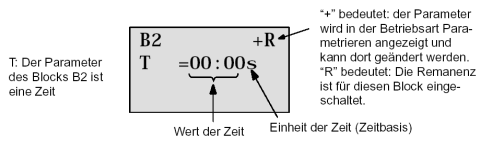 "+" bedeutet: der Parameter
wird in der Betriebsart Para-
metrieren angezeigt und
kann dort geändert werden.
"R" bedeutet: Die Remanenz
ist für diesen Block einge-
schaltet.
B2 +R
T =00:00s
T: Der Parameter
des Blocks B2 ist
eine Zeit
Wert der Zeit
Einheit der Zeit (Zeitbasis)